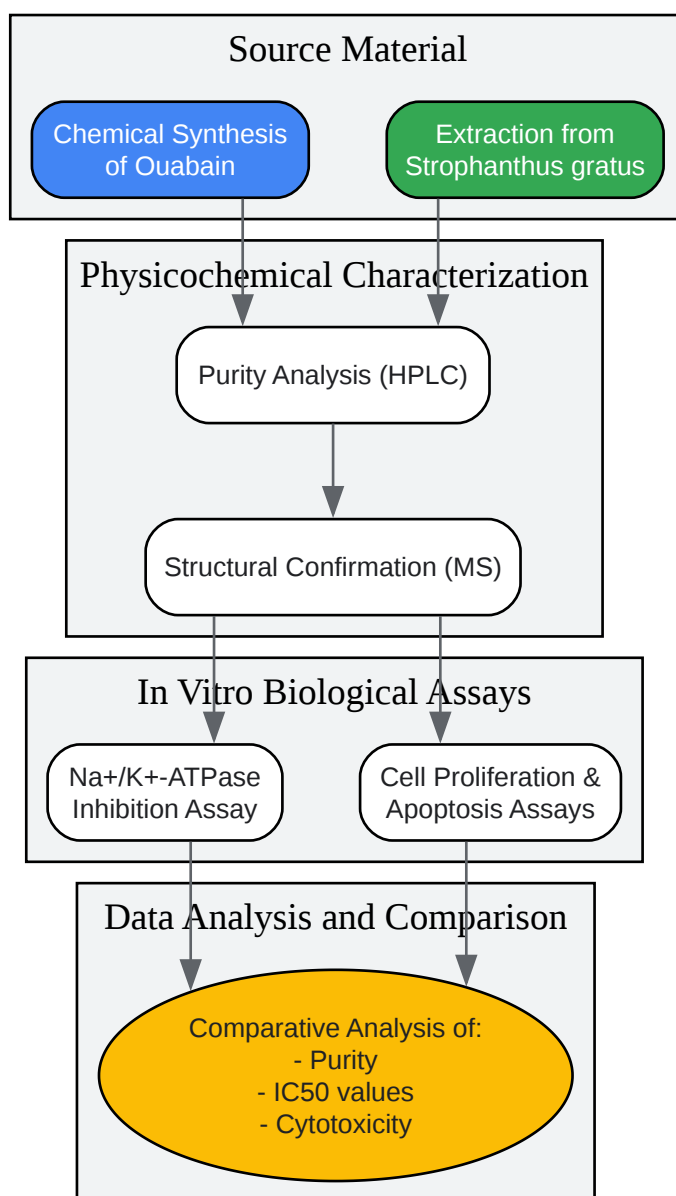 Source Material
Chemical Synthesis
of Ouabain
Extraction from
Strophanthus gratus
Physicochemical Characterization
Purity Analysis (HPLC)
Structural Confirmation (MS)
In Vitro Biological Assays
Na+/K+-ATPase
Inhibition Assay
Cell Proliferation &
Apoptosis Assays
Data Analysis and Comparison
Comparative Analysis of:
- Purity
- IC50 values
- Cytotoxicity